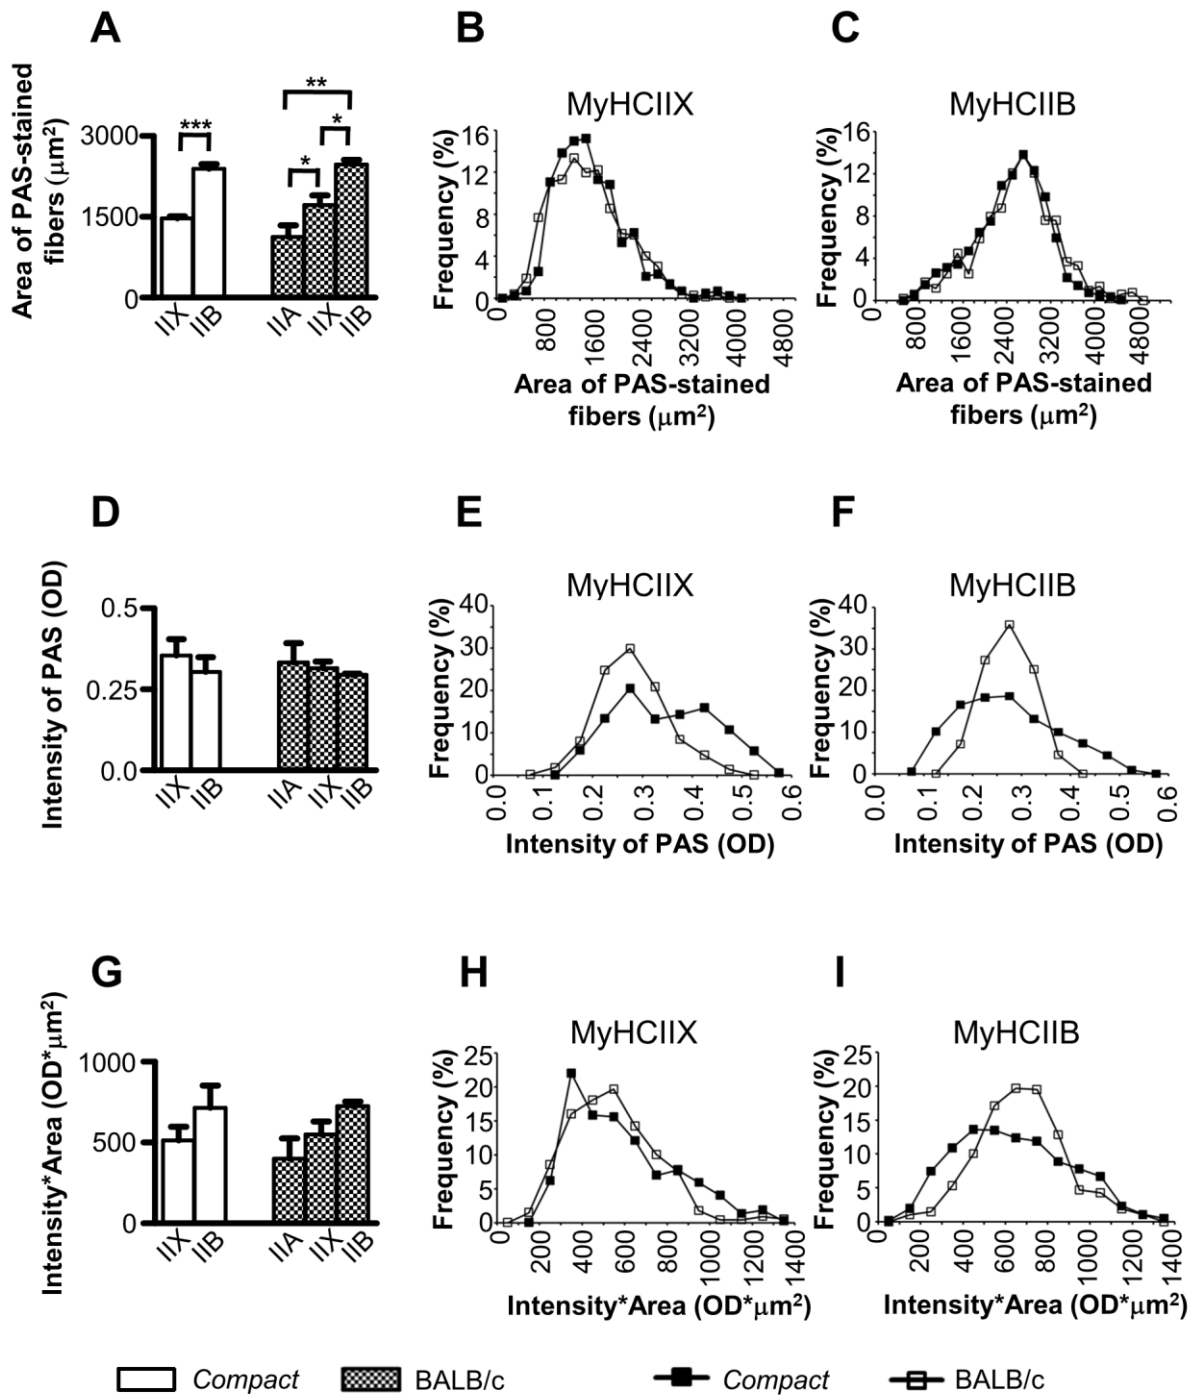 A
Area of PAS-stained
fibers (μm²)
3000
1500
0
***
*
*
**
IIX
IIB
IIA
IIX
IIB
B
MyHCIIX
Frequency (%)
16
12
8
4
0
0
800
1600
2400
3200
4000
4800
Area of PAS-stained
fibers (μm²)
C
MyHCIIB
Frequency (%)
16
12
8
4
0
0
800
1600
2400
3200
4000
4800
Area of PAS-stained
fibers (μm²)
D
Intensity of PAS (OD)
0.5
0.25
0.0
IIX
IIB
IIA
IIX
IIB
E
MyHCIIX
Frequency (%)
40
30
20
10
0
0.0
0.1
0.2
0.3
0.4
0.5
0.6
Intensity of PAS (OD)
F
MyHCIIB
Frequency (%)
40
30
20
10
0
0.0
0.1
0.2
0.3
0.4
0.5
0.6
Intensity of PAS (OD)
G
Intensity*Area (OD*μm²)
1000
500
0
IIX
IIB
IIA
IIX
IIB
H
MyHCIIX
Frequency (%)
25
20
15
10
5
0
200
400
600
800
1000
1200
1400
Intensity*Area (OD*μm²)
I
MyHCIIB
Frequency (%)
25
20
15
10
5
0
0
200
400
600
800
1000
1200
1400
Intensity*Area (OD*μm²)
Compact
BALB/c
Compact
BALB/c